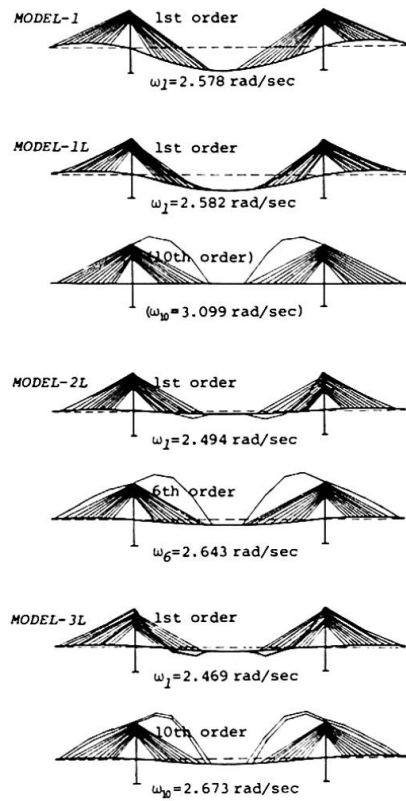 MODEL-1 1st order
ω1=2.578 rad/sec
MODEL-1L 1st order
ω1=2.582 rad/sec
(10th order)
(ω10=3.099 rad/sec)
MODEL-2L 1st order
ω1=2.494 rad/sec
6th order
ω6=2.643 rad/sec
MODEL-3L 1st order
ω1=2.469 rad/sec
10th order
ω10=2.673 rad/sec